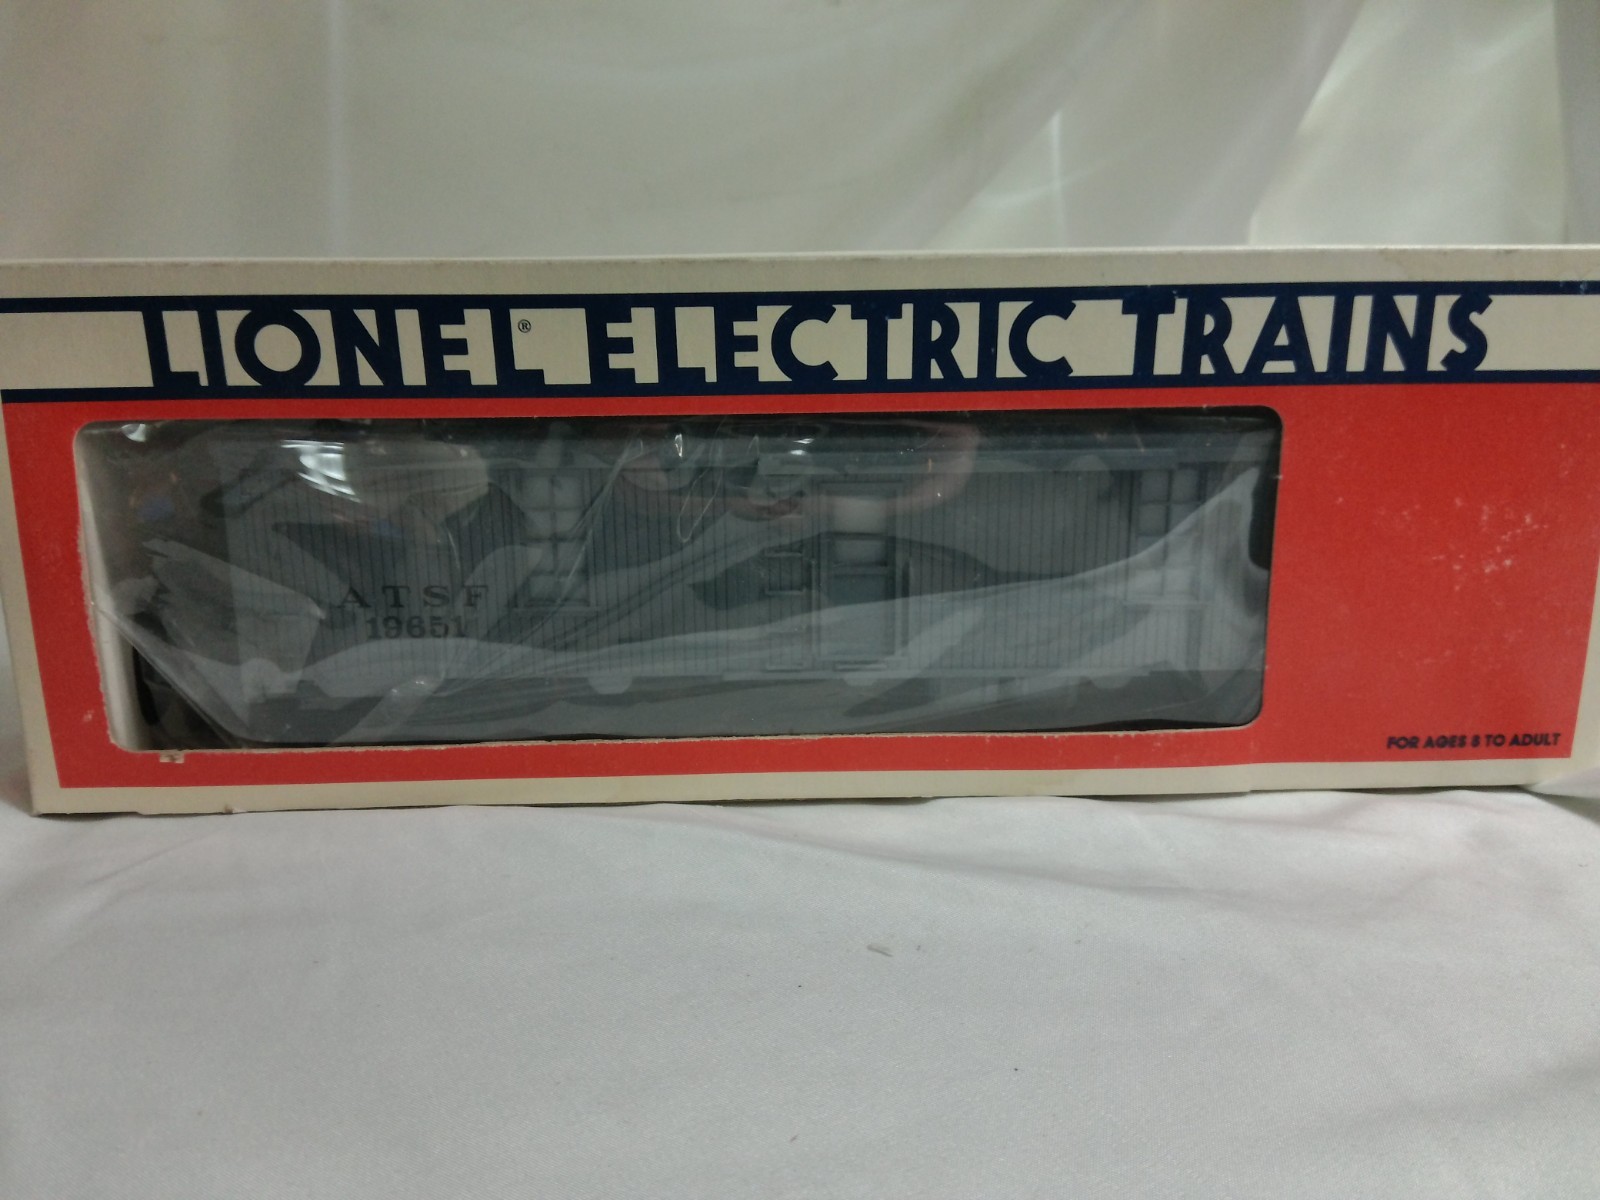 LIONEL® ELECTRIC TRAINS
ATSF
19651
FOR AGES 8 TO ADULT